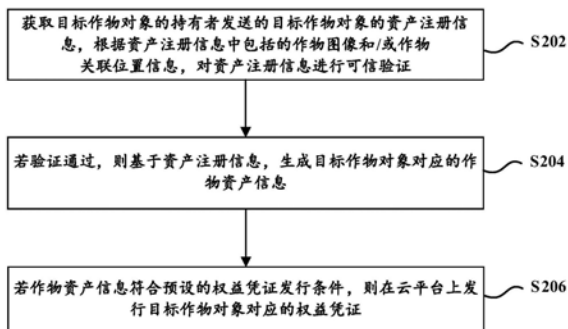 获取目标作物对象的持有者发送的目标作物对象的资产注册信
息，根据资产注册信息中包括的作物图像和/或作物
关联位置信息，对资产注册信息进行可信验证
S202
若验证通过，则基于资产注册信息，生成目标作物对象对应的作
物资产信息
S204
若作物资产信息符合预设的权益凭证发行条件，则在云平台上发
行目标作物对象对应的权益凭证
S206